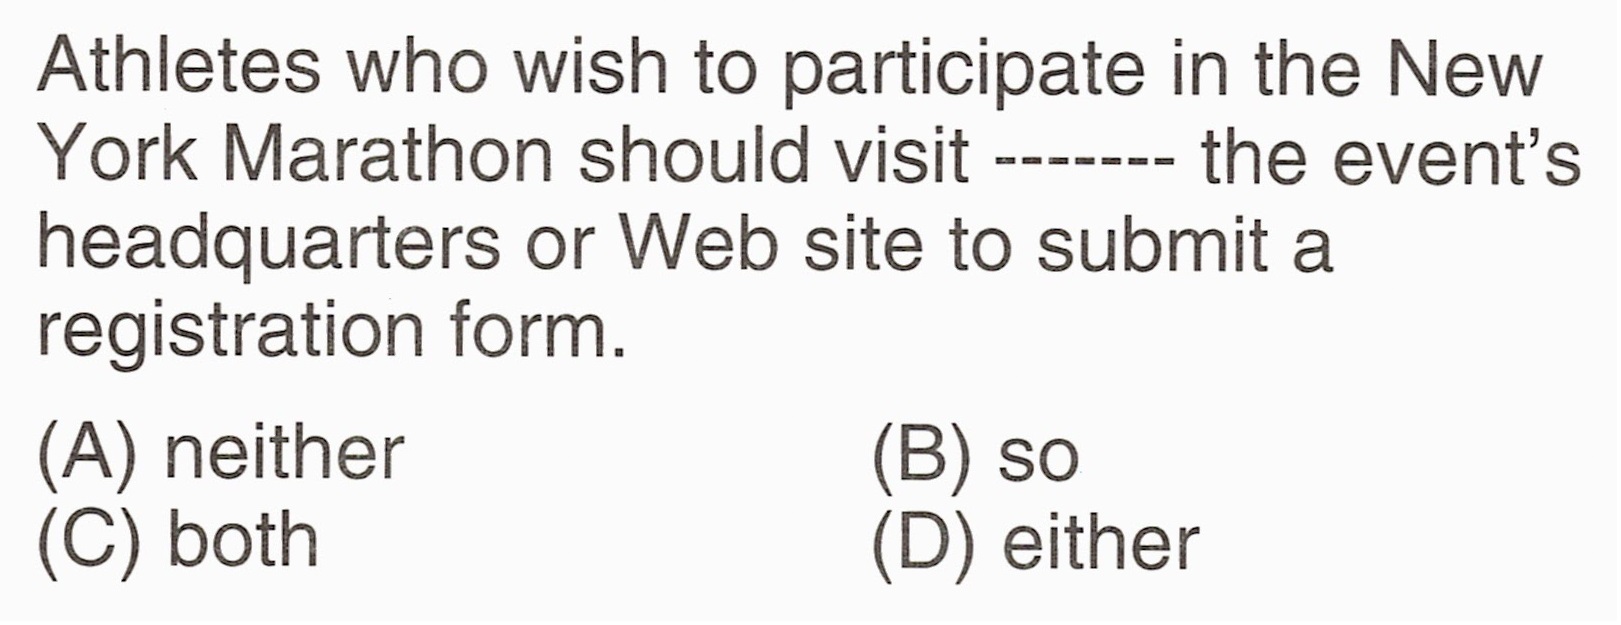 Athletes who wish to participate in the New
York Marathon should visit ------- the event's
headquarters or Web site to submit a
registration form.
(A) neither (B) so
(C) both (D) either